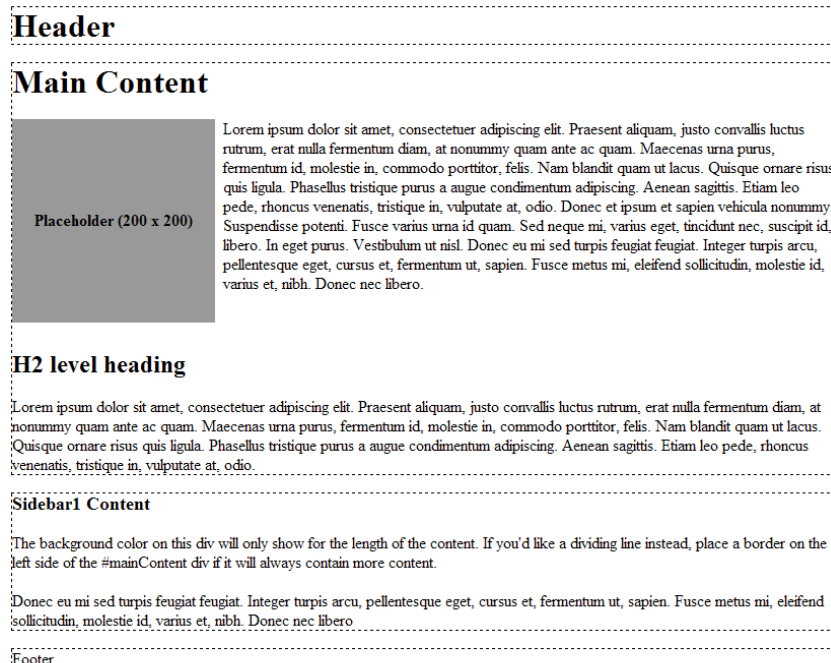 Header
Main Content
Lorem ipsum dolor sit amet, consectetuer adipiscing elit. Praesent aliquam, justo convallis luctus
rutrum, erat nulla fermentum diam, at nonummy quam ante ac quam. Maecenas urna purus,
fermentum id, molestie in, commodo porttitor, felis. Nam blandit quam ut lacus. Quisque ornare risus
quis ligula. Phasellus tristique purus a augue condimentum adipiscing. Aenean sagittis. Etiam leo
pede, rhoncus venenatis, tristique in, vulputate at, odio. Donec et ipsum et sapien vehicula nonummy
Suspendisse potenti. Fusce varius urna id quam. Sed neque mi, varius eget, tincidunt nec, suscipit id,
libero. In eget purus. Vestibulum ut nisl. Donec eu mi sed turpis feugiat feugiat. Integer turpis arcu,
pellentesque eget, cursus et, fermentum ut, sapien. Fusce metus mi, eleifend sollicitudin, molestie id,
varius et, nibh. Donec nec libero.
Placeholder (200 x 200)
H2 level heading
Lorem ipsum dolor sit amet, consectetuer adipiscing elit. Praesent aliquam, justo convallis luctus rutrum, erat nulla fermentum diam, at
nonummy quam ante ac quam. Maecenas urna purus, fermentum id, molestie in, commodo porttitor, felis. Nam blandit quam ut lacus.
Quisque ornare risus quis ligula. Phasellus tristique purus a augue condimentum adipiscing. Aenean sagittis. Etiam leo pede, rhoncus
venenatis, tristique in, vulputate at, odio.
Sidebar1 Content
The background color on this div will only show for the length of the content. If you'd like a dividing line instead, place a border on the
left side of the #mainContent div if it will always contain more content.
Donec eu mi sed turpis feugiat feugiat. Integer turpis arcu, pellentesque eget, cursus et, fermentum ut, sapien. Fusce metus mi, eleifend
sollicitudin, molestie id, varius et, nibh. Donec nec libero
Footer